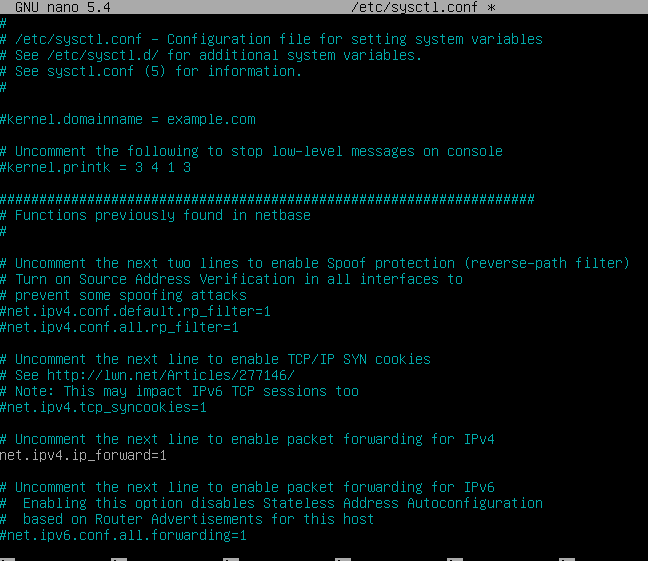 GNU nano 5.4 /etc/sysctl.conf *
#
# /etc/sysctl.conf - Configuration file for setting system variables
# See /etc/sysctl.d/ for additional system variables.
# See sysctl.conf (5) for information.
#
#kernel.domainname = example.com
# Uncomment the following to stop low-level messages on console
#kernel.printk = 3 4 1 3
###################################################################
# Functions previously found in netbase
#
# Uncomment the next two lines to enable Spoof protection (reverse-path filter)
# Turn on Source Address Verification in all interfaces to
# prevent some spoofing attacks
#net.ipv4.conf.default.rp_filter=1
#net.ipv4.conf.all.rp_filter=1
# Uncomment the next line to enable TCP/IP SYN cookies
# See http://lwn.net/Articles/277146/
# Note: This may impact IPv6 TCP sessions too
#net.ipv4.tcp_syncookies=1
# Uncomment the next line to enable packet forwarding for IPv4
net.ipv4.ip_forward=1
# Uncomment the next line to enable packet forwarding for IPv6
#  Enabling this option disables Stateless Address Autoconfiguration
#  based on Router Advertisements for this host
#net.ipv6.conf.all.forwarding=1